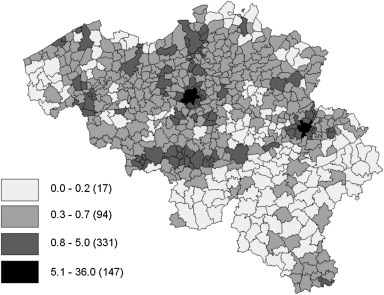 0.0 - 0.2 (17)
0.3 - 0.7 (94)
0.8 - 5.0 (331)
5.1 - 36.0 (147)